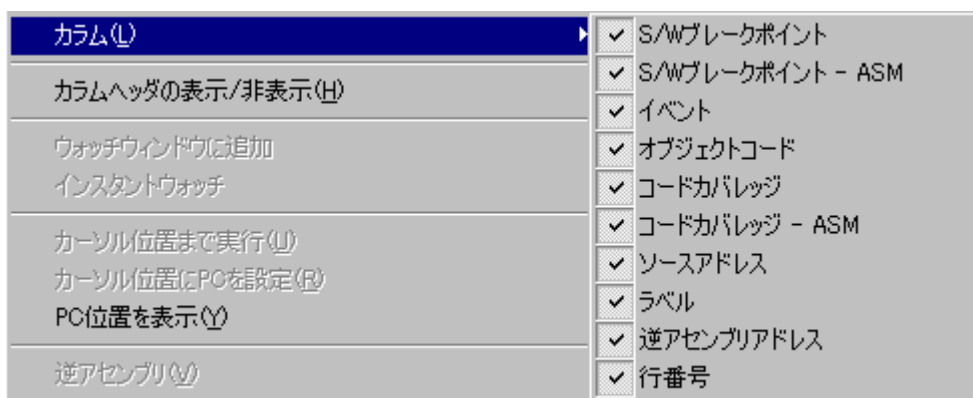 カラム(L)
カラムヘッダの表示/非表示(H)
ウォッチウィンドウに追加
インスタントウォッチ
カーソル位置まで実行(U)
カーソル位置にPCを設定(R)
PC位置を表示(Y)
逆アセンブリ(V)
S/Wブレークポイント
S/Wブレークポイント - ASM
イベント
オブジェクトコード
コードカバレッジ
コードカバレッジ - ASM
ソースアドレス
ラベル
逆アセンブリアドレス
行番号